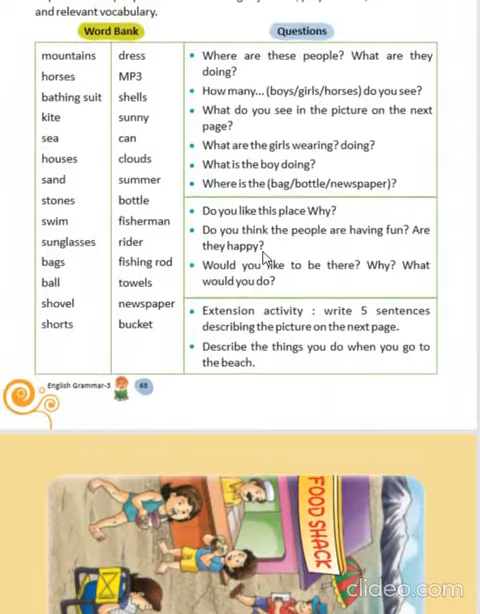 and relevant vocabulary.
Word Bank
Questions
mountains
horses
bathing suit
kite
sea
houses
sand
stones
swim
sunglasses
bags
ball
shovel
shorts
dress
MP3
shells
sunny
can
clouds
summer
bottle
fisherman
rider
fishing rod
towels
newspaper
bucket
• Where are these people? What are they
doing?
• How many... (boys/girls/horses) do you see?
• What do you see in the picture on the next
page?
• What are the girls wearing? doing?
• What is the boy doing?
• Where is the (bag/bottle/newspaper)?
• Do you like this place Why?
• Do you think the people are having fun? Are
they happy?
• Would you like to be there? Why? What
would you do?
• Extension activity : write 5 sentences
describing the picture on the next page.
• Describe the things you do when you go to
the beach.
English Grammar-3
68
FOOD SHACK
clideo.com